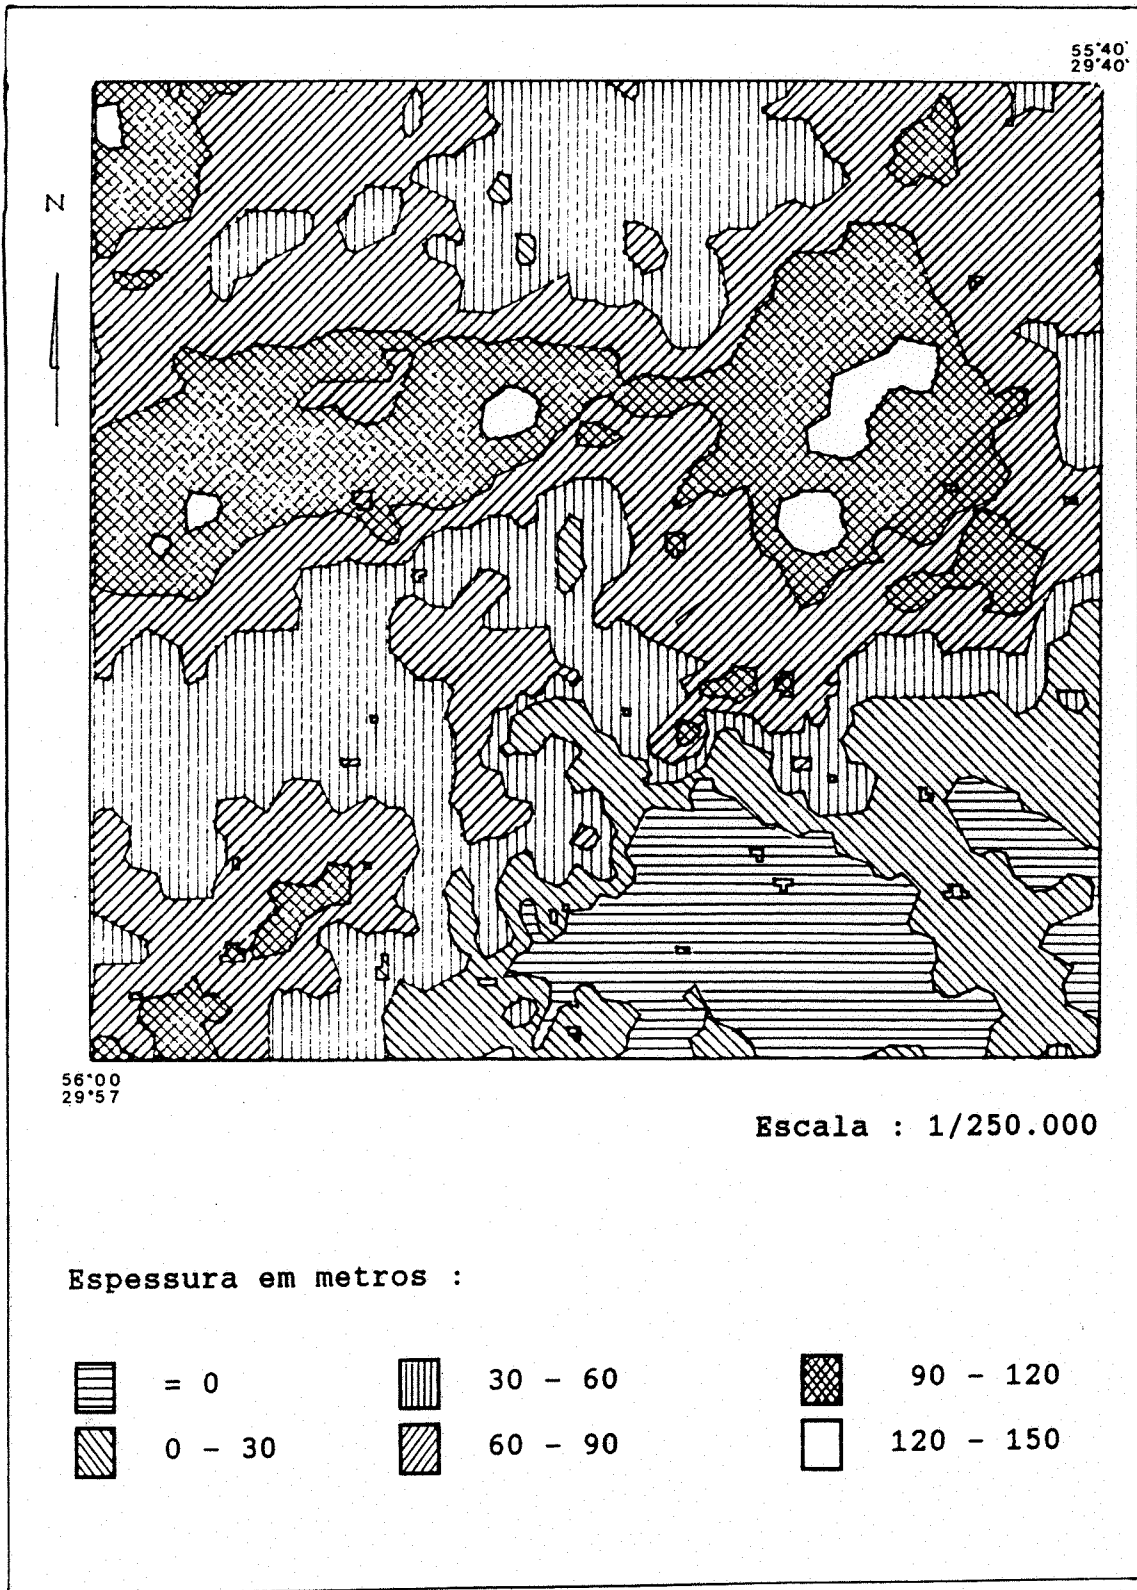 55°40'
29°40'
N
56°00
29°57
Escala : 1/250.000
Espessura em metros :
= 0
30 - 60
90 - 120
0 - 30
60 - 90
120 - 150